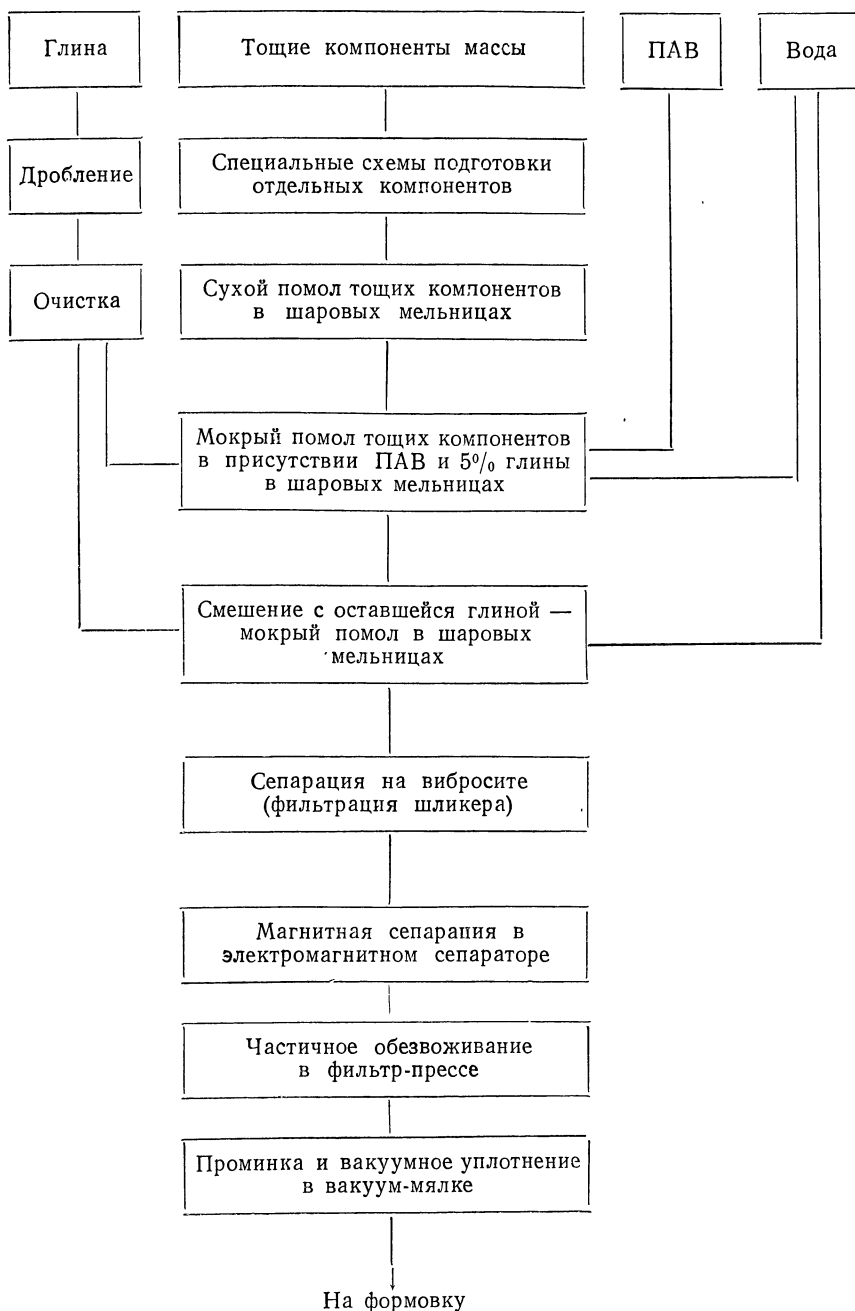 Глина
Тощие компоненты массы
ПАВ
Вода
Дробление
Специальные схемы подготовки
отдельных компонентов
Очистка
Сухой помол тощих компонентов
в шаровых мельницах
Мокрый помол тощих компонентов
в присутствии ПАВ и 5% глины
в шаровых мельницах
Смешение с оставшейся глиной —
мокрый помол в шаровых
мельницах
Сепарация на вибросите
(фильтрация шликера)
Магнитная сепарация в
электромагнитном сепараторе
Частичное обезвоживание
в фильтр-прессе
Проминка и вакуумное уплотнение
в вакуум-мялке
На формовку